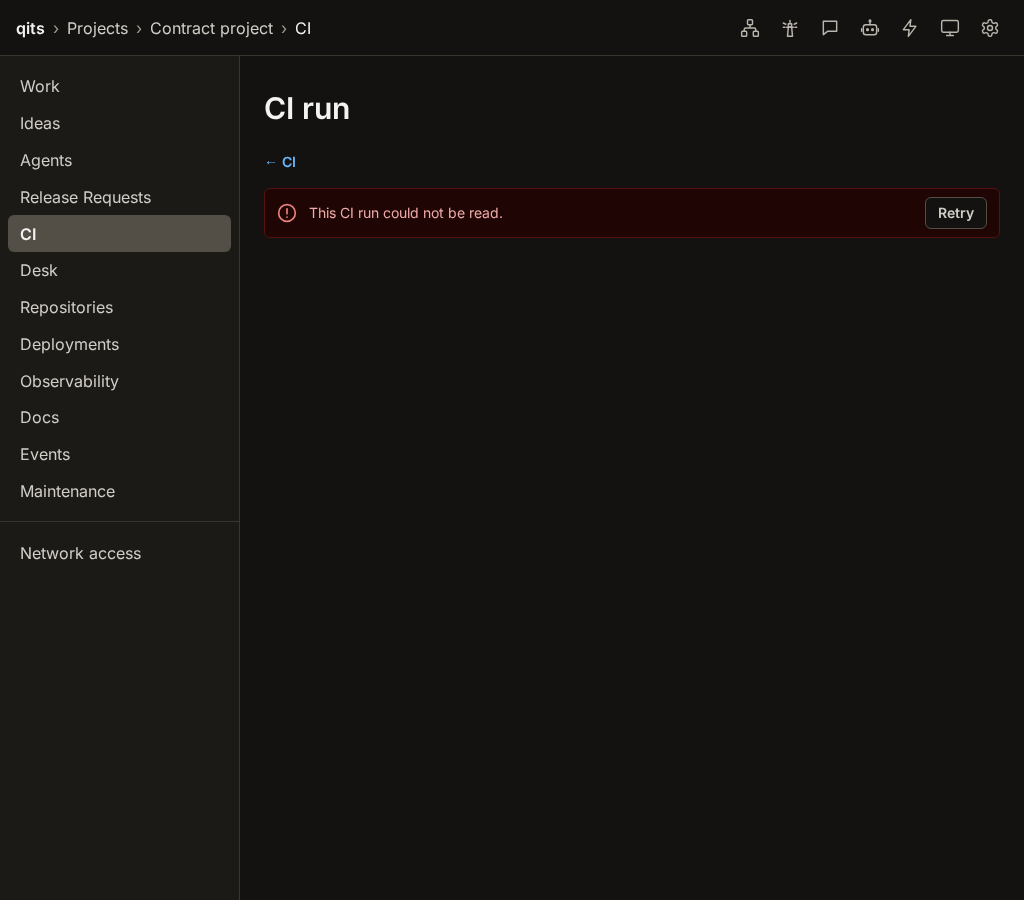 qits › Projects › Contract project › CI
Work
Ideas
Agents
Release Requests
CI
Desk
Repositories
Deployments
Observability
Docs
Events
Maintenance
Network access
CI run
← CI
This CI run could not be read.
Retry